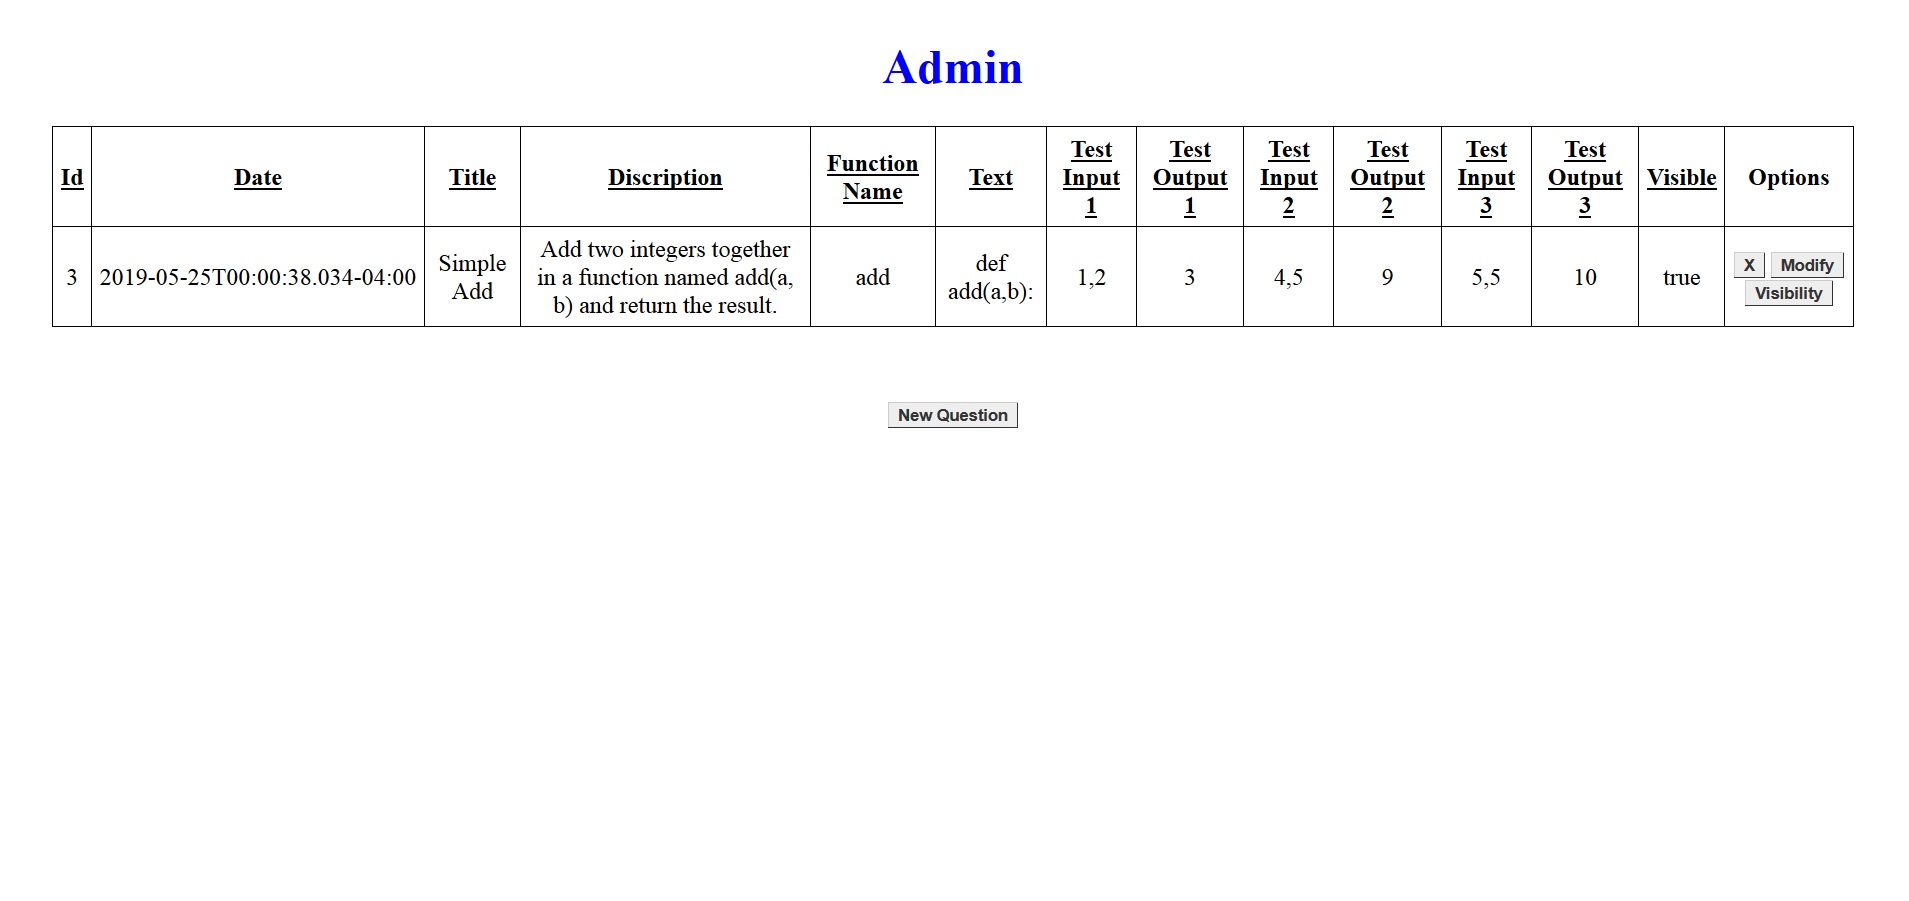 Admin
Id
Date
Title
Discription
Function
Name
Text
Test
Input
1
Test
Output
1
Test
Input
2
Test
Output
2
Test
Input
3
Test
Output
3
Visible
Options
3
2019-05-25T00:00:38.034-04:00
Simple
Add
Add two integers together
in a function named add(a,
b) and return the result.
add
def
add(a,b):
1,2
3
4,5
9
5,5
10
true
X Modify
Visibility
New Question